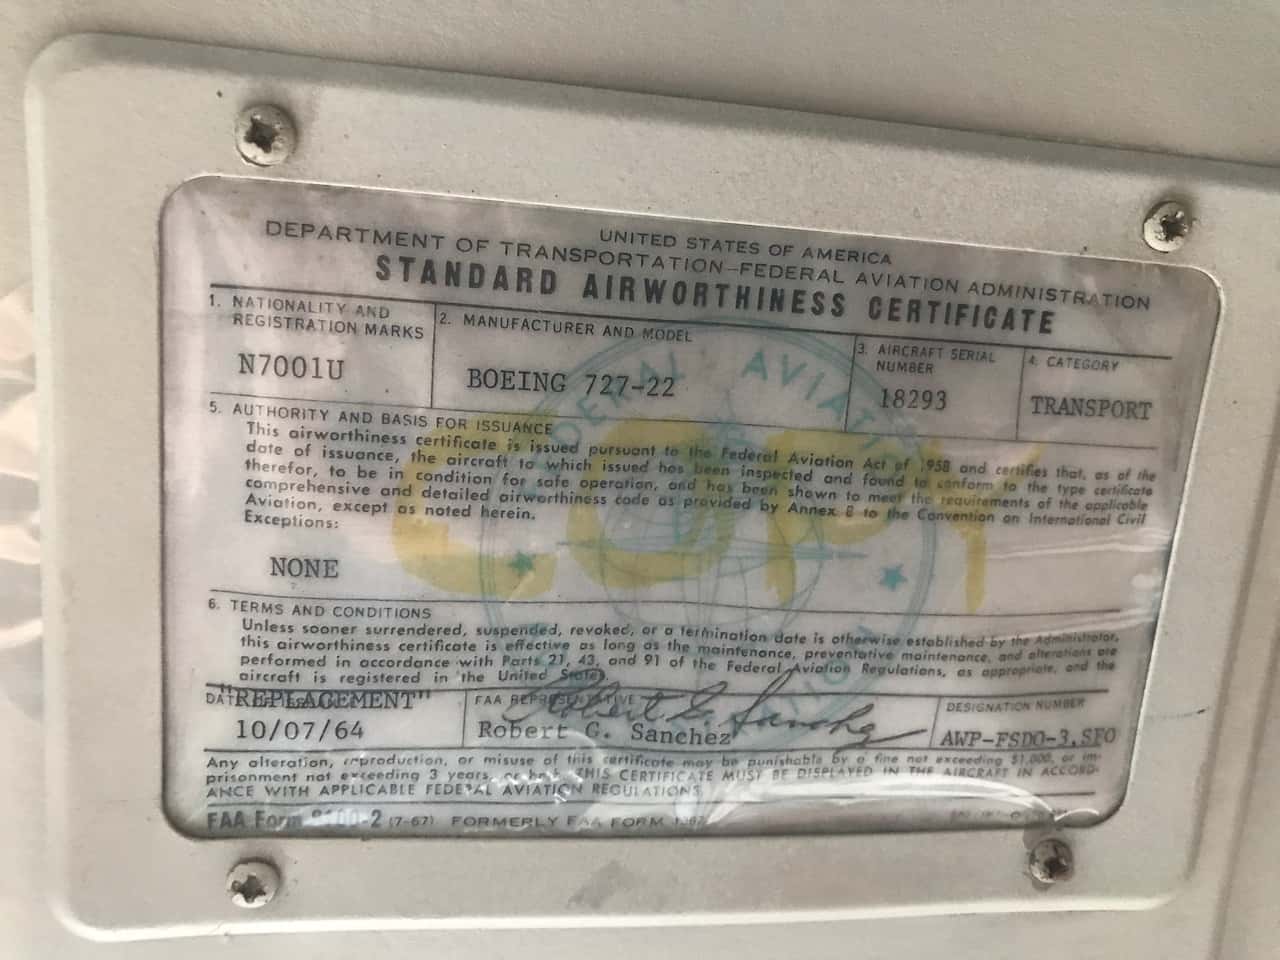 UNITED STATES OF AMERICA
DEPARTMENT OF TRANSPORTATION—FEDERAL AVIATION ADMINISTRATION
STANDARD AIRWORTHINESS CERTIFICATE
1. NATIONALITY AND REGISTRATION MARKS
N7001U
2. MANUFACTURER AND MODEL
BOEING 727-22
3. AIRCRAFT SERIAL NUMBER
18293
4. CATEGORY
TRANSPORT
FEDERAL AVIATION
COPY
5. AUTHORITY AND BASIS FOR ISSUANCE
This airworthiness certificate is issued pursuant to the Federal Aviation Act of 1958 and certifies that, as of the
date of issuance, the aircraft to which issued has been inspected and found to conform to the type certificate
therefor, to be in condition for safe operation, and has been shown to meet the requirements of the applicable
comprehensive and detailed airworthiness code as provided by Annex 8 to the Convention on International Civil
Aviation, except as noted herein.
Exceptions:
NONE
6. TERMS AND CONDITIONS
Unless sooner surrendered, suspended, revoked, or a termination date is otherwise established by the Administrator,
this airworthiness certificate is effective as long as the maintenance, preventative maintenance, and alterations are
performed in accordance with Parts 21, 43, and 91 of the Federal Aviation Regulations, as appropriate, and the
aircraft is registered in the United States.
"REPLACEMENT"
10/07/64
FAA REPRESENTATIVE
Robert G. Sanchez
Robert G. Sanchez
DESIGNATION NUMBER
AWP-FSDO-3,SFO
Any alteration, reproduction, or misuse of this certificate may be punishable by a fine not exceeding $1,000, or im-
prisonment not exceeding 3 years, or both. THIS CERTIFICATE MUST BE DISPLAYED IN THE AIRCRAFT IN ACCORD-
ANCE WITH APPLICABLE FEDERAL AVIATION REGULATIONS
FAA Form 8100-2 (7-67) FORMERLY FAA FORM 1362